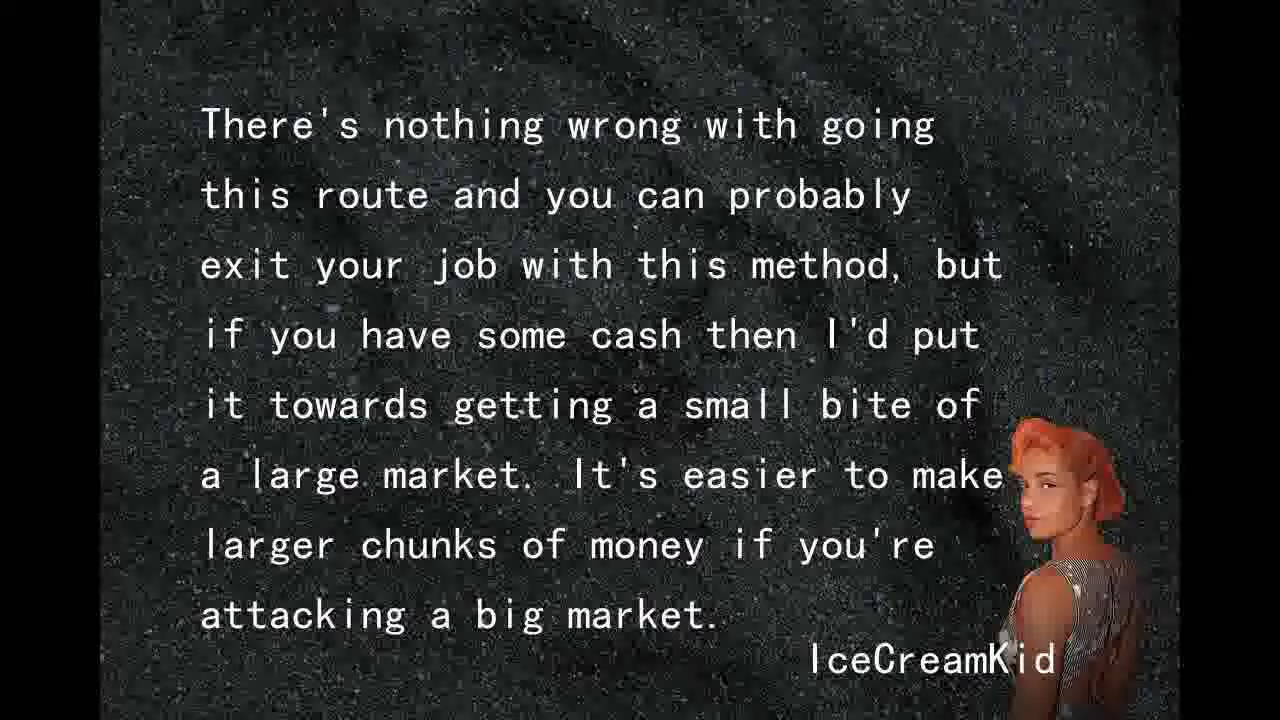 There's nothing wrong with going
this route and you can probably
exit your job with this method, but
if you have some cash then I'd put
it towards getting a small bite of
a large market. It's easier to make
larger chunks of money if you're
attacking a big market.
IceCreamKid